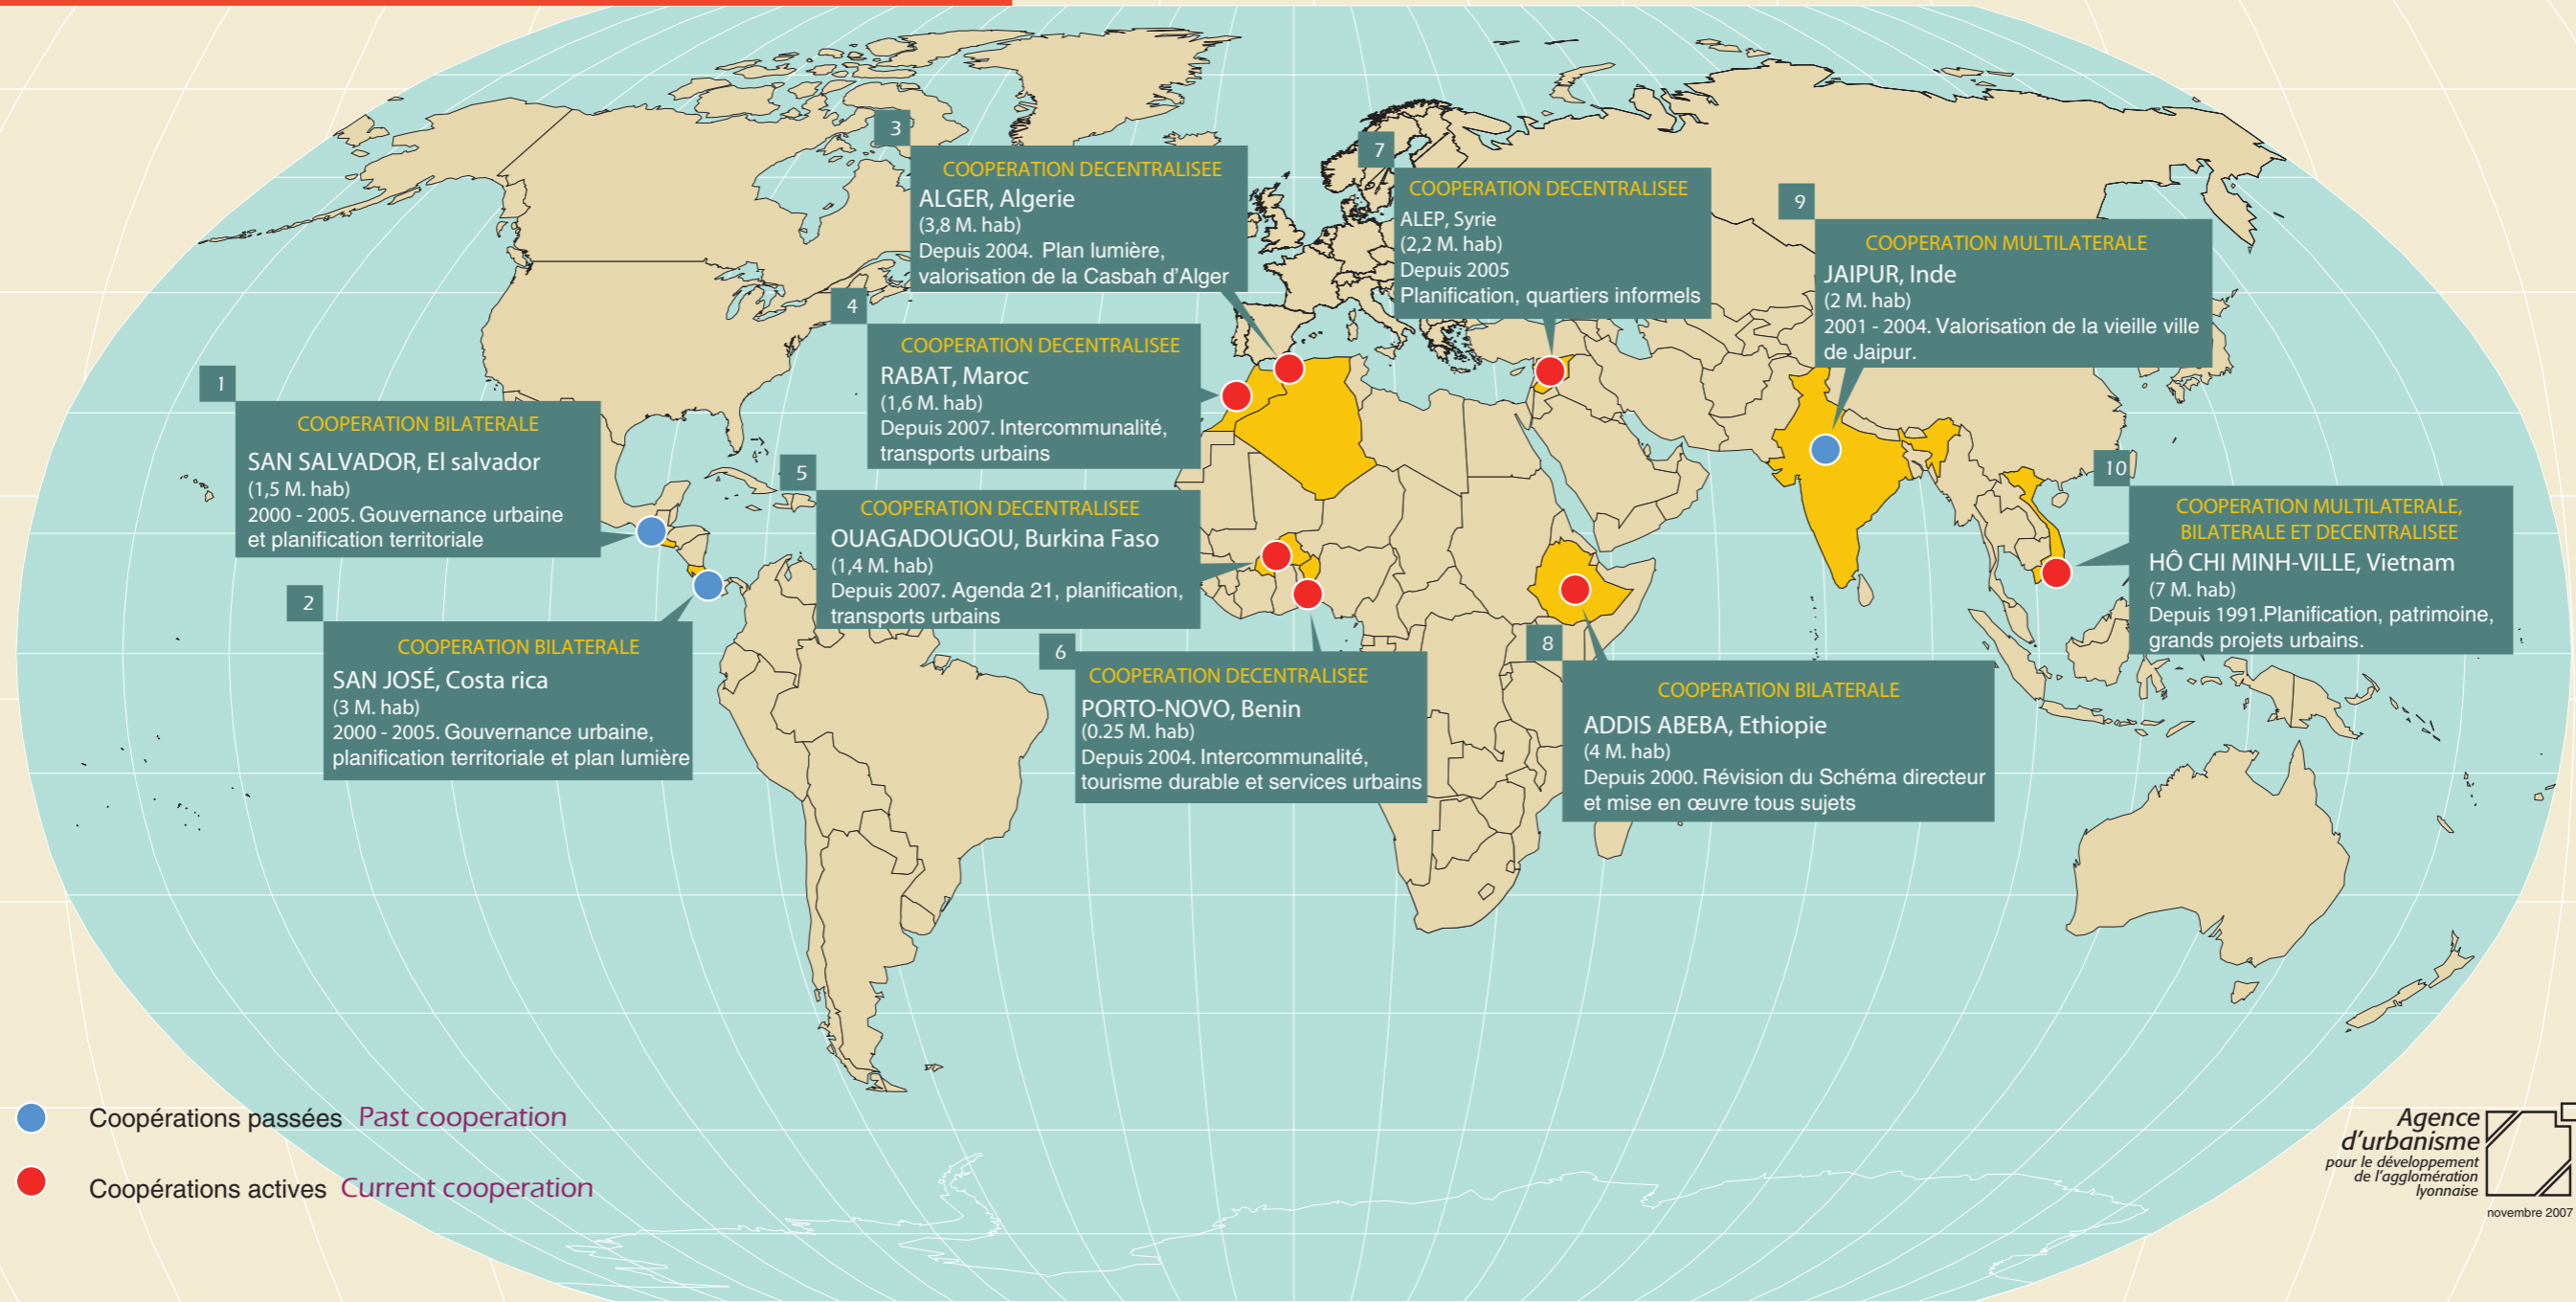 1
COOPERATION BILATERALE
SAN SALVADOR, El salvador
(1,5 M. hab)
2000 - 2005. Gouvernance urbaine
et planification territoriale
2
COOPERATION BILATERALE
SAN JOSÉ, Costa rica
(3 M. hab)
2000 - 2005. Gouvernance urbaine,
planification territoriale et plan lumière
3
COOPERATION DECENTRALISEE
ALGER, Algerie
(3,8 M. hab)
Depuis 2004. Plan lumière,
valorisation de la Casbah d'Alger
4
COOPERATION DECENTRALISEE
RABAT, Maroc
(1,6 M. hab)
Depuis 2007. Intercommunalité,
transports urbains
5
COOPERATION DECENTRALISEE
OUAGADOUGOU, Burkina Faso
(1,4 M. hab)
Depuis 2007. Agenda 21, planification,
transports urbains
6
COOPERATION DECENTRALISEE
PORTO-NOVO, Benin
(0.25 M. hab)
Depuis 2004. Intercommunalité,
tourisme durable et services urbains
7
COOPERATION DECENTRALISEE
ALEP, Syrie
(2,2 M. hab)
Depuis 2005
Planification, quartiers informels
8
COOPERATION BILATERALE
ADDIS ABEBA, Ethiopie
(4 M. hab)
Depuis 2000. Révision du Schéma directeur
et mise en œuvre tous sujets
9
COOPERATION MULTILATERALE
JAIPUR, Inde
(2 M. hab)
2001 - 2004. Valorisation de la vieille ville
de Jaipur.
10
COOPERATION MULTILATERALE,
BILATERALE ET DECENTRALISEE
HÔ CHI MINH-VILLE, Vietnam
(7 M. hab)
Depuis 1991.Planification, patrimoine,
grands projets urbains.
Coopérations passées Past cooperation
Coopérations actives Current cooperation
Agence
d'urbanisme
pour le développement
de l'agglomération
lyonnaise
novembre 2007